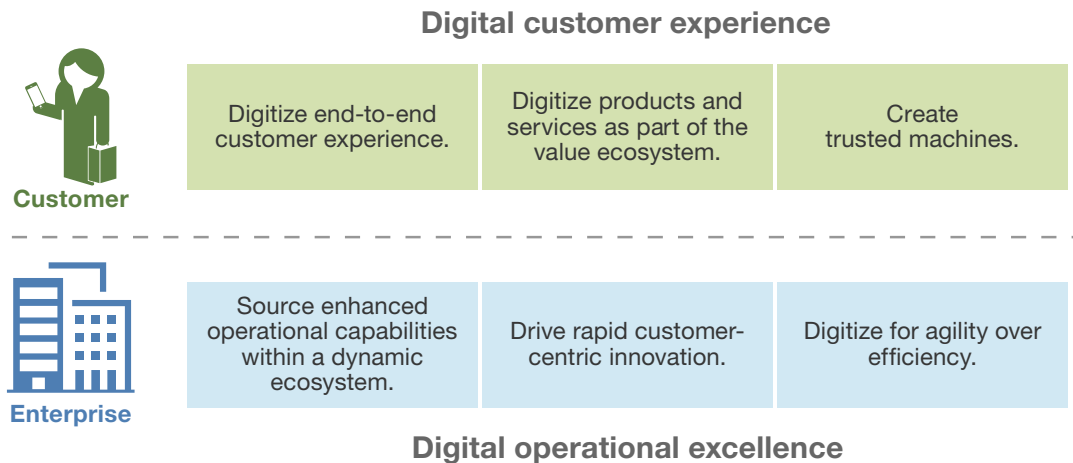 Digital customer experience
Digitize end-to-end
customer experience.
Digitize products and
services as part of the
value ecosystem.
Create
trusted machines.
Customer
Source enhanced
operational capabilities
within a dynamic
ecosystem.
Drive rapid customer-
centric innovation.
Digitize for agility over
efficiency.
Enterprise
Digital operational excellence